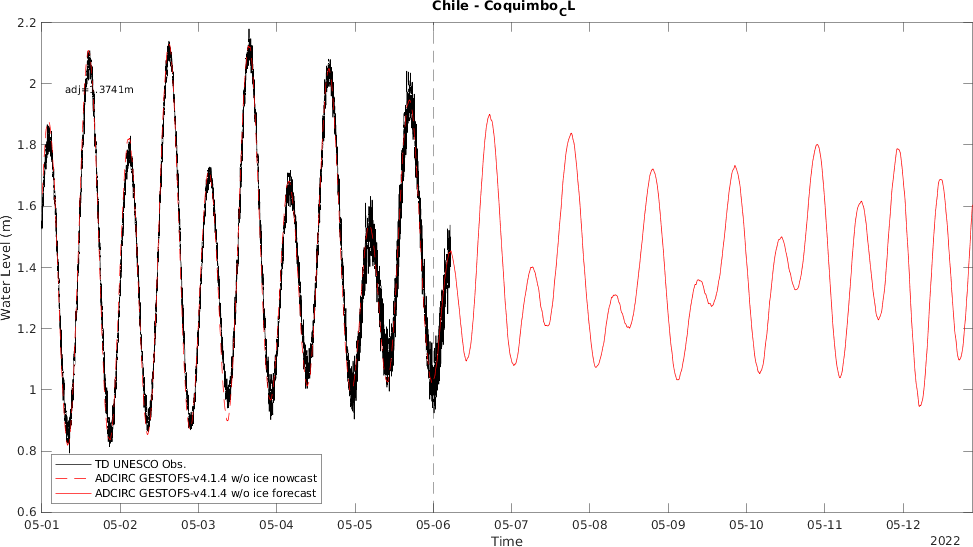 Chile - Coquimbo_CL
2.2
2
1.8
1.6
1.4
1.2
1
0.8
0.6
Water Level (m)
adj=1.3741m
TD UNESCO Obs.
ADCIRC GESTOFS-v4.1.4 w/o ice nowcast
ADCIRC GESTOFS-v4.1.4 w/o ice forecast
05-01 05-02 05-03 05-04 05-05 05-06 05-07 05-08 05-09 05-10 05-11 05-12
Time
2022